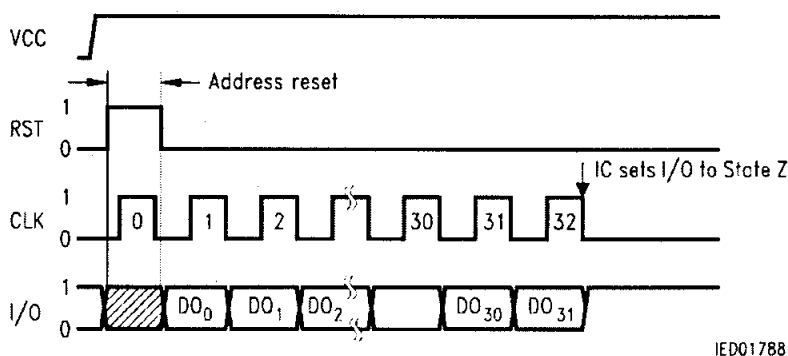 VCC
Address reset
RST 1
0
IC sets I/O to State Z
CLK 1
0
0 1 2 30 31 32
I/O 1
0
DO0 DO1 DO2 DO30 DO31
IED01788